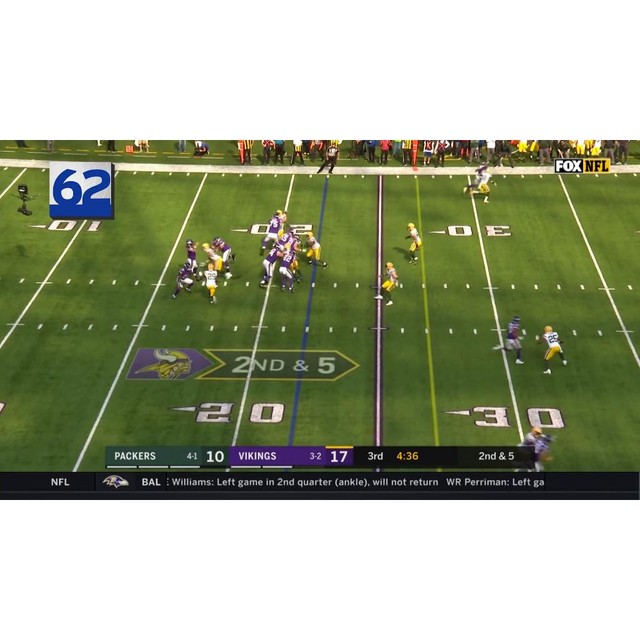 62
FOX NFL
10
20
30
2ND & 5
20
30
PACKERS 4-1 10 VIKINGS 3-2 17 3rd 4:36 2nd & 5
NFL BAL Williams: Left game in 2nd quarter (ankle), will not return WR Perriman: Left ga